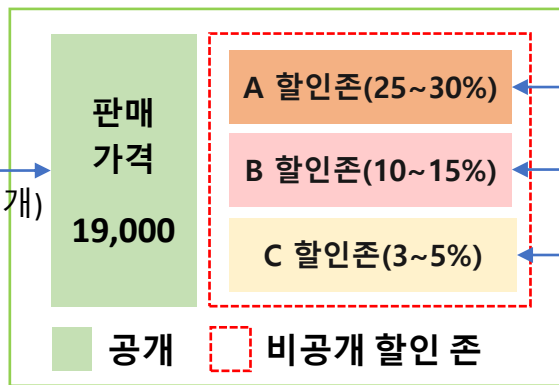 판매
가격
19,000
A 할인존(25~30%)
B 할인존(10~15%)
C 할인존(3~5%)
개)
공개
비공개 할인 존